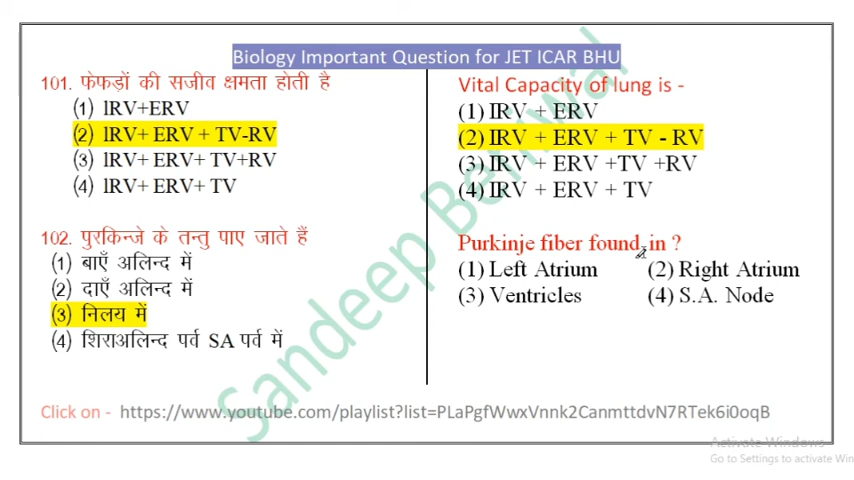 Biology Important Question for JET ICAR BHU
101. फेफड़ों की सजीव क्षमता होती है
(1) IRV+ERV
(2) IRV+ ERV + TV-RV
(3) IRV+ ERV+ TV+RV
(4) IRV+ ERV+ TV
102. पुरकिन्जे के तन्तु पाए जाते हैं
(1) बाएँ अलिन्द में
(2) दाएँ अलिन्द में
(3) निलय में
(4) शिराअलिन्द पर्व SA पर्व में
Vital Capacity of lung is -
(1) IRV + ERV
(2) IRV + ERV + TV - RV
(3) IRV + ERV +TV +RV
(4) IRV + ERV + TV
Purkinje fiber found in ?
(1) Left Atrium (2) Right Atrium
(3) Ventricles (4) S.A. Node
Sandeep Beniwal
Click on - https://www.youtube.com/playlist?list=PLaPgfWwxVnnk2CanmttdvN7RTek6i0oqB
Activate Windows
Go to Settings to activate Win